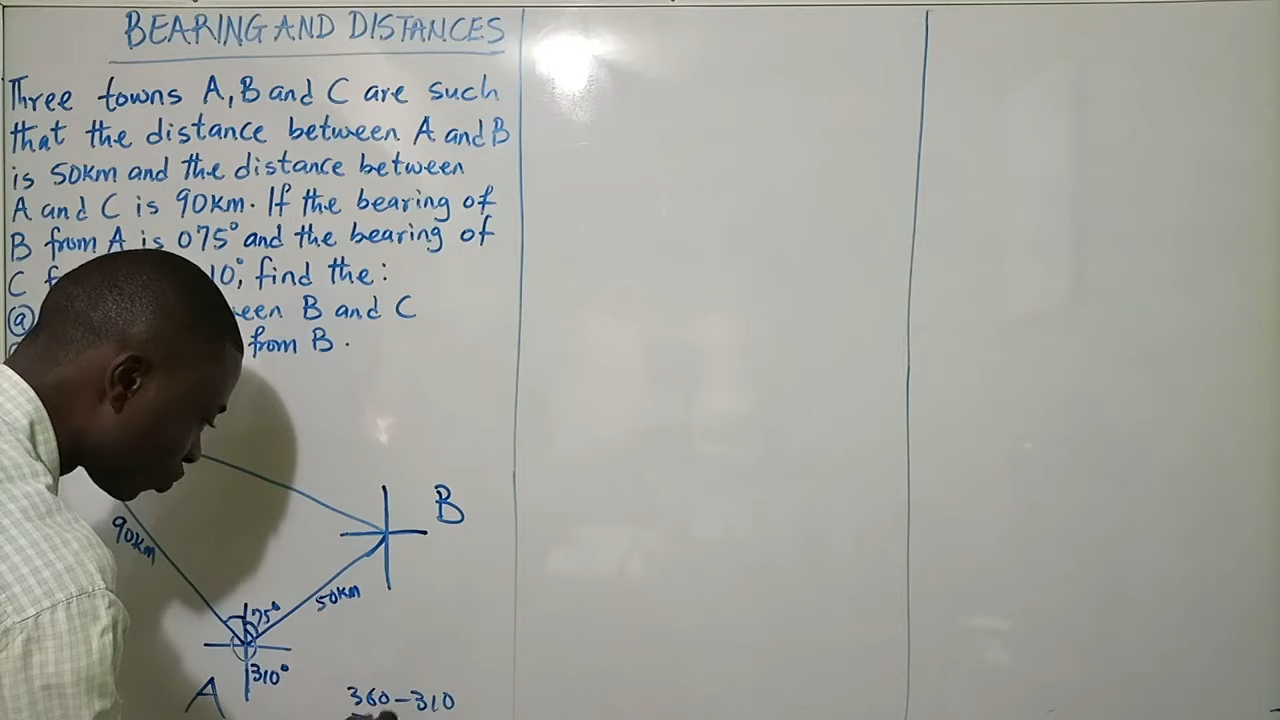 BEARING AND DISTANCES
Three towns A, B and C are such
that the distance between A and B
is 50km and the distance between
A and C is 90km. If the bearing of
B from A is 075° and the bearing of
C 10°, find the:
ⓐ een B and C
from B.
B
90km
50km
75°
310°
A
360-310